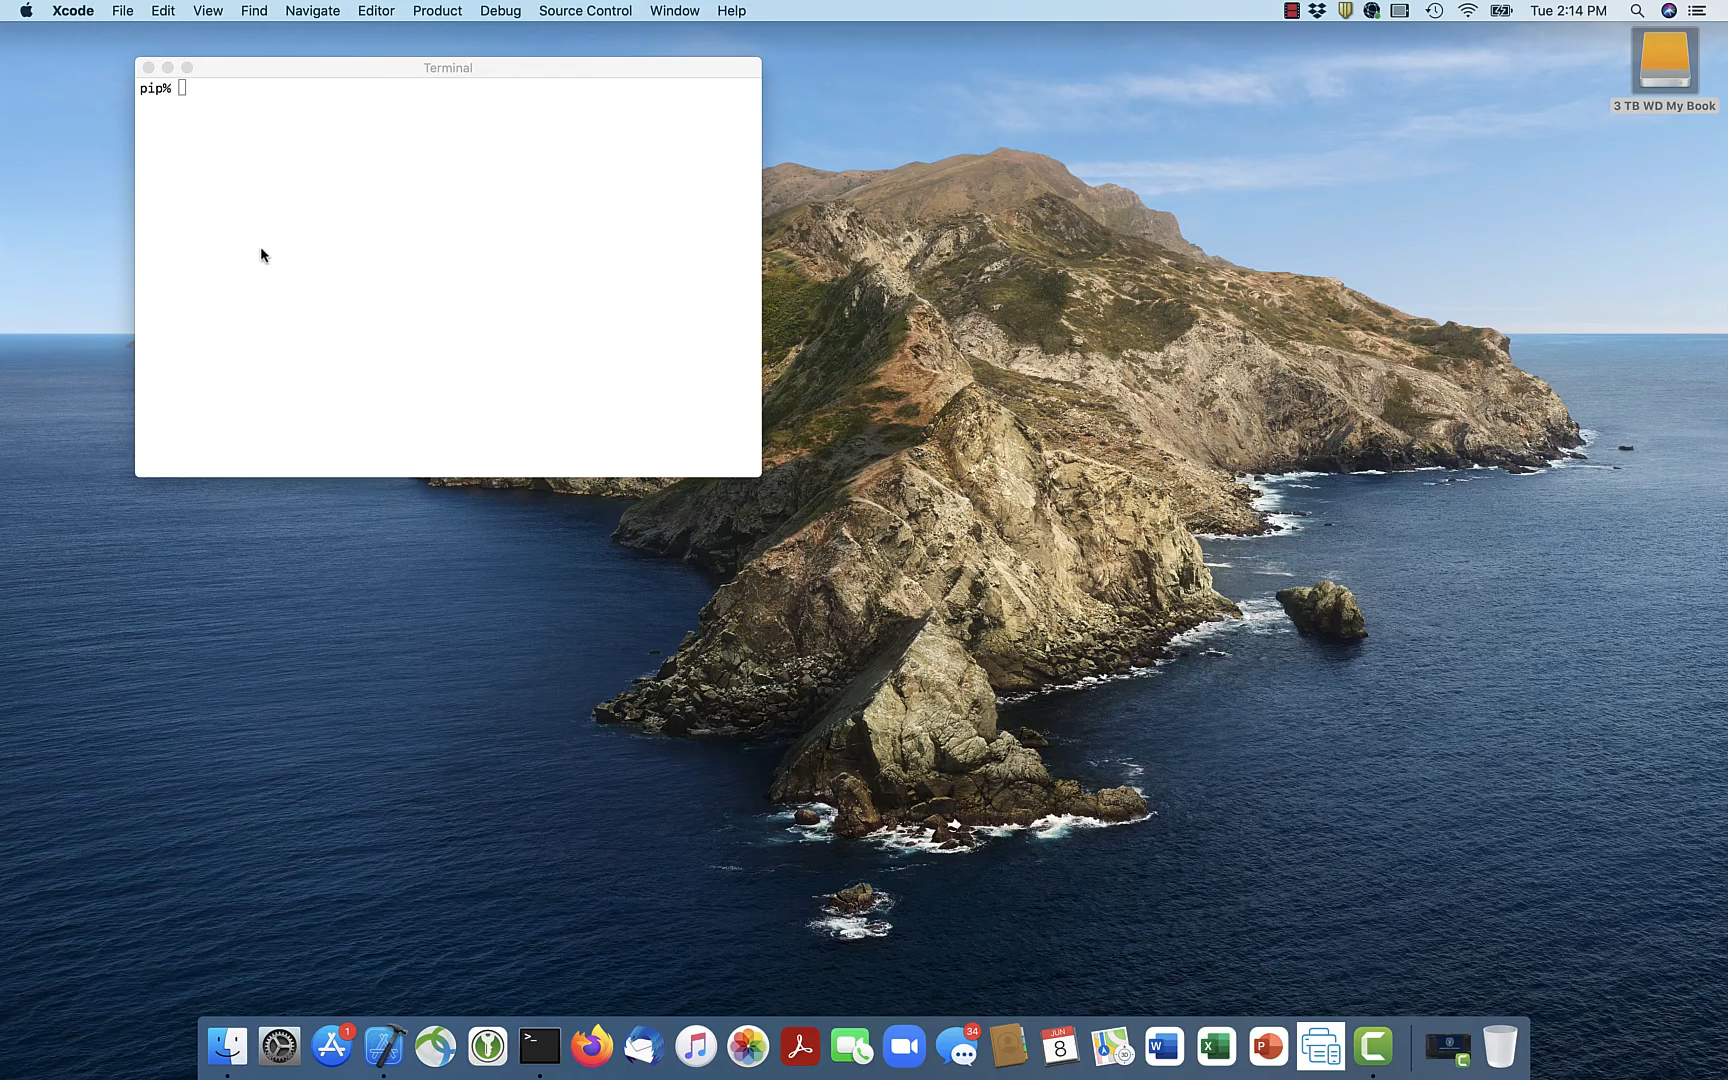 Xcode File Edit View Find Navigate Editor Product Debug Source Control Window Help Tue 2:14 PM
Terminal
pip%
3 TB WD My Book
1
>_
34
JUN
8
W
X
P